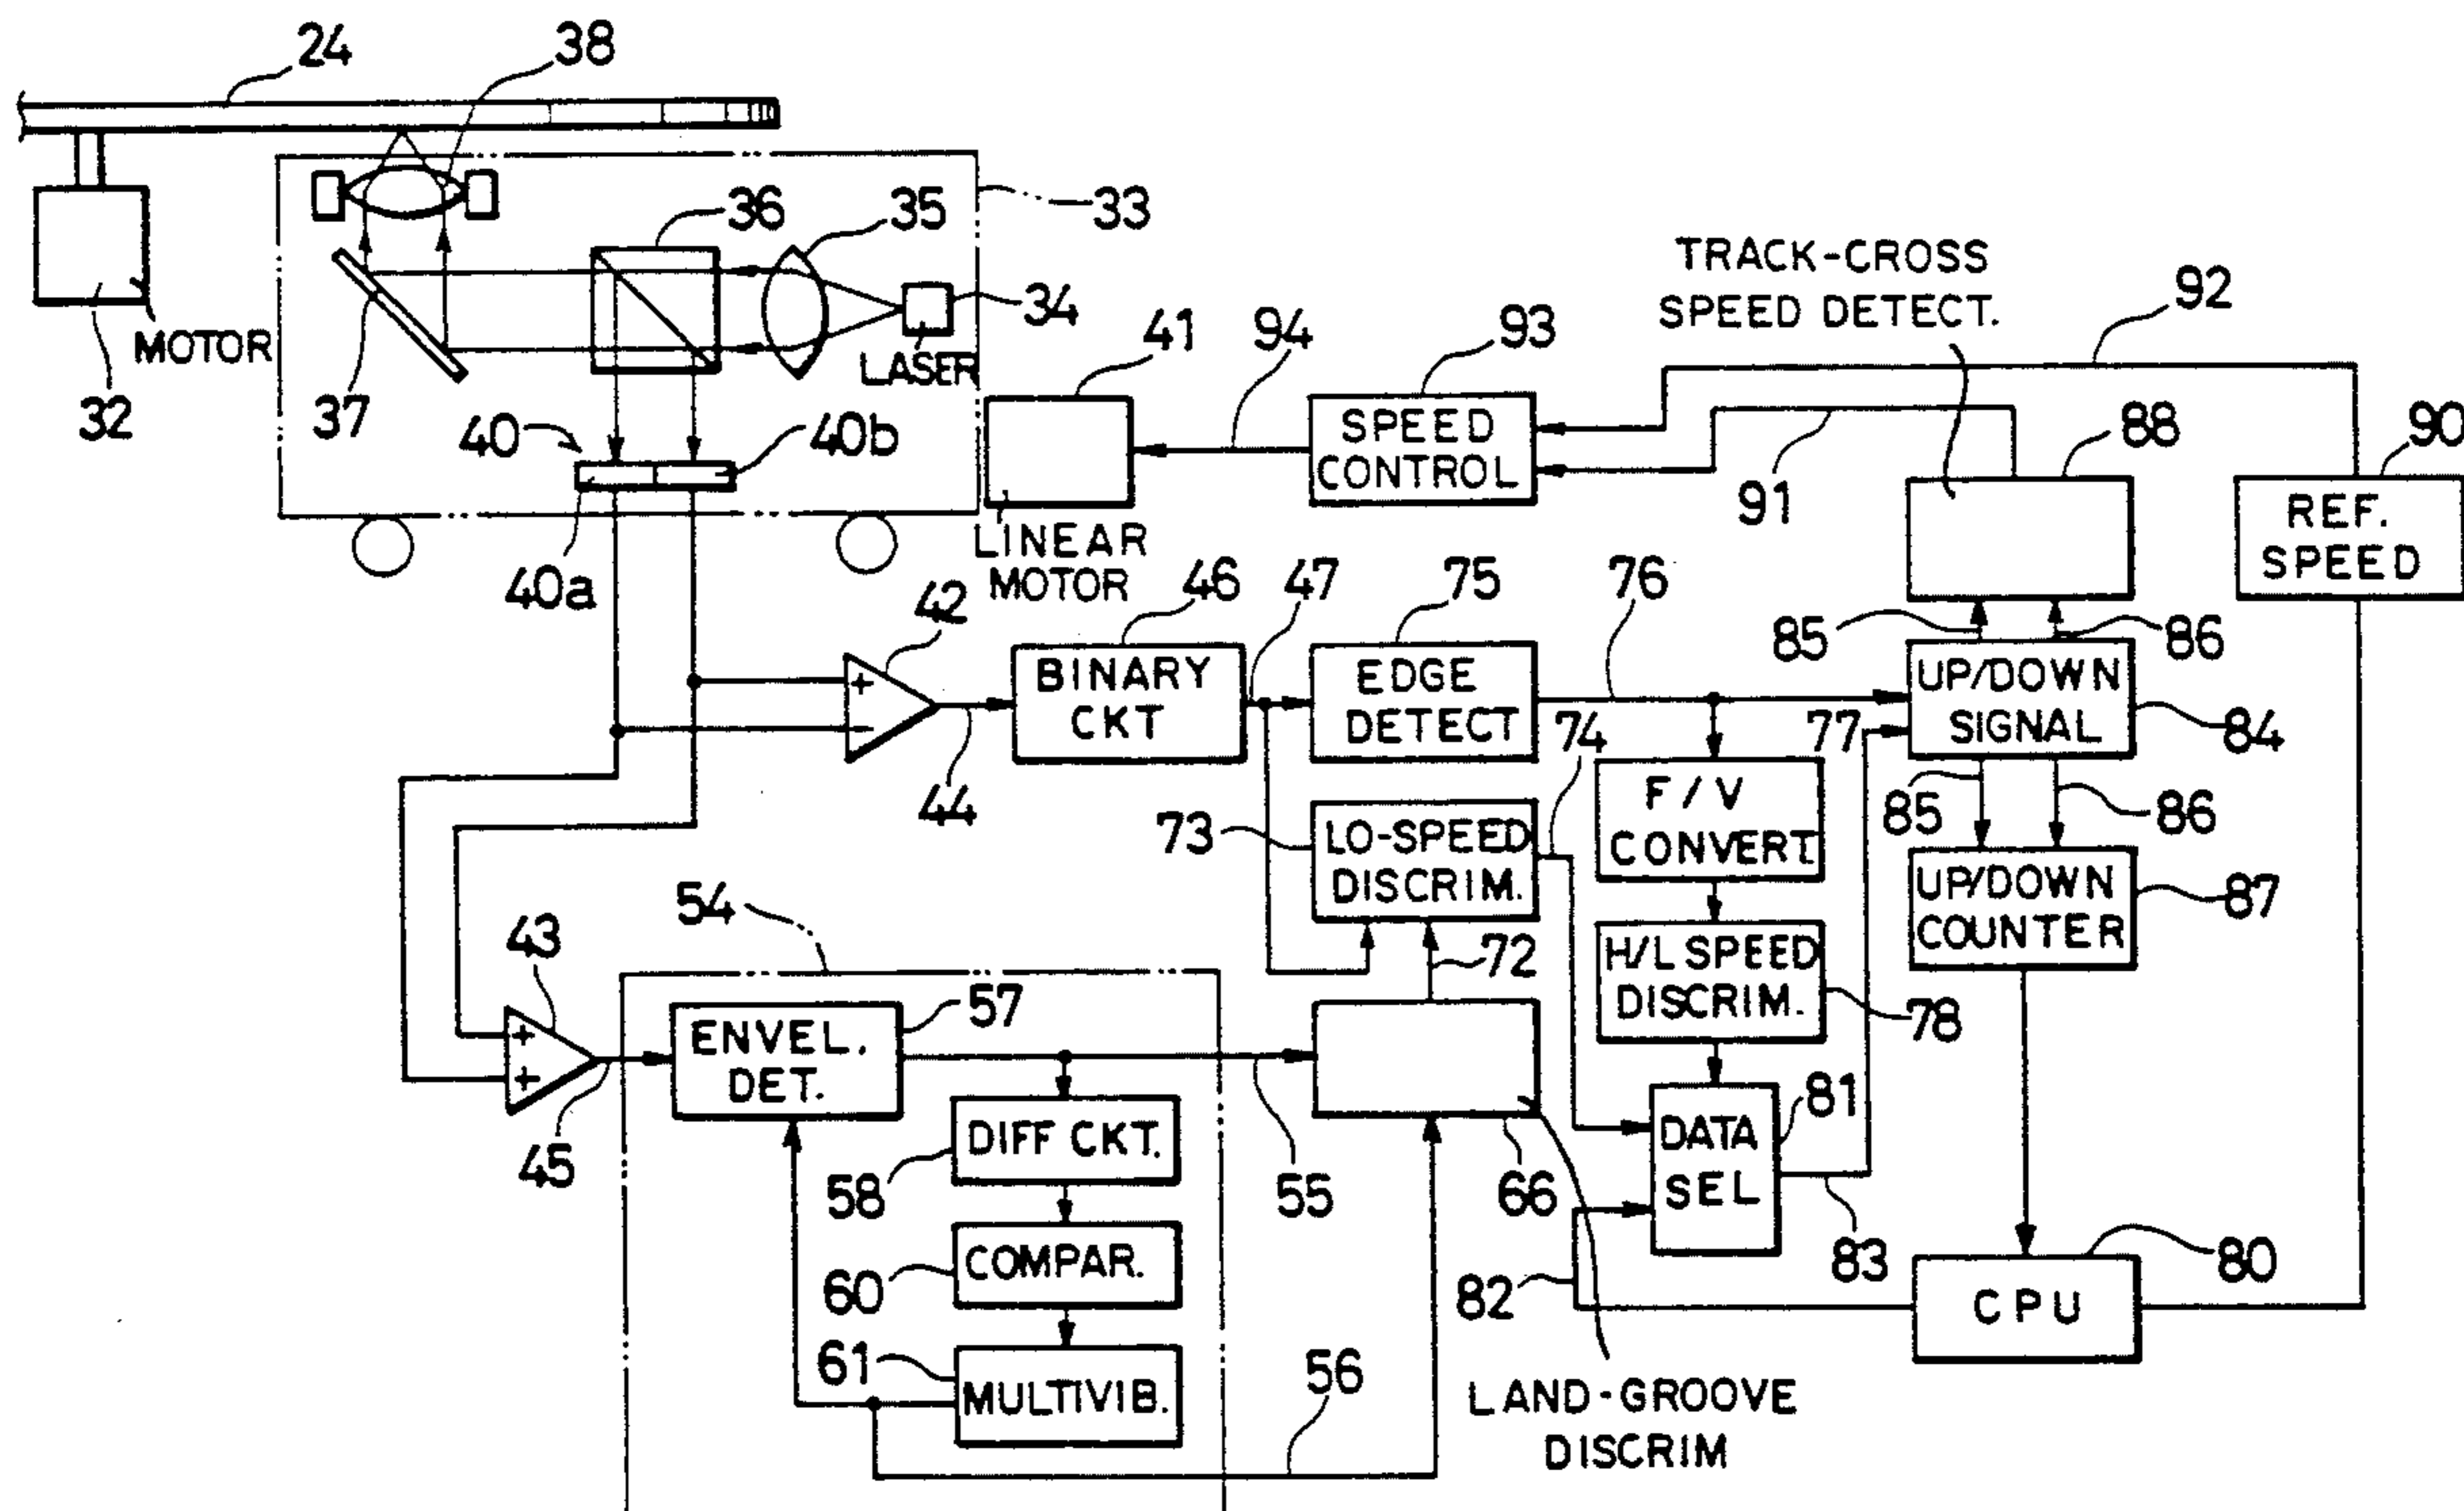 24
38
33
36
35
34
LASER
MOTOR
32
37
40
40b
40a
TRACK-CROSS
SPEED DETECT.
92
94
93
41
SPEED
CONTROL
91
88
90
REF.
SPEED
LINEAR
MOTOR
42
46
47
75
76
85
86
BINARY
CKT
EDGE
DETECT
UP/DOWN
SIGNAL
84
77
74
44
+
−
F/V
CONVERT.
85
86
73
LO-SPEED
DISCRIM.
UP/DOWN
COUNTER
87
54
43
72
H/L SPEED
DISCRIM.
78
57
ENVEL.
DET.
+
+
45
DIFF CKT.
58
55
66
DATA
SEL
81
83
82
COMPAR.
60
80
CPU
61
MULTIVIB.
56
LAND-GROOVE
DISCRIM